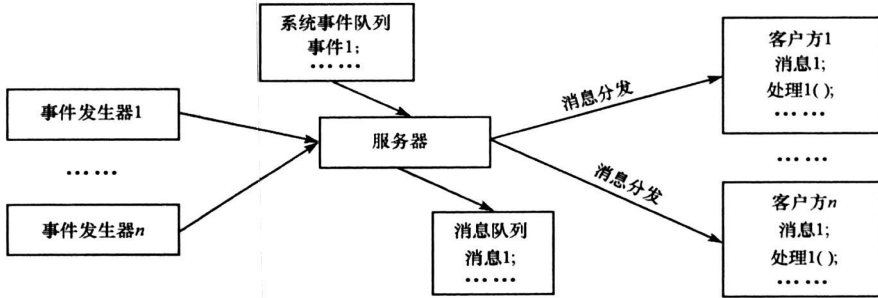 系统事件队列
事件1;
……
事件发生器1
……
事件发生器n
服务器
消息队列
消息1;
……
消息分发
消息分发
客户方1
消息1;
处理1( );
……
……
客户方n
消息1;
处理1( );
……